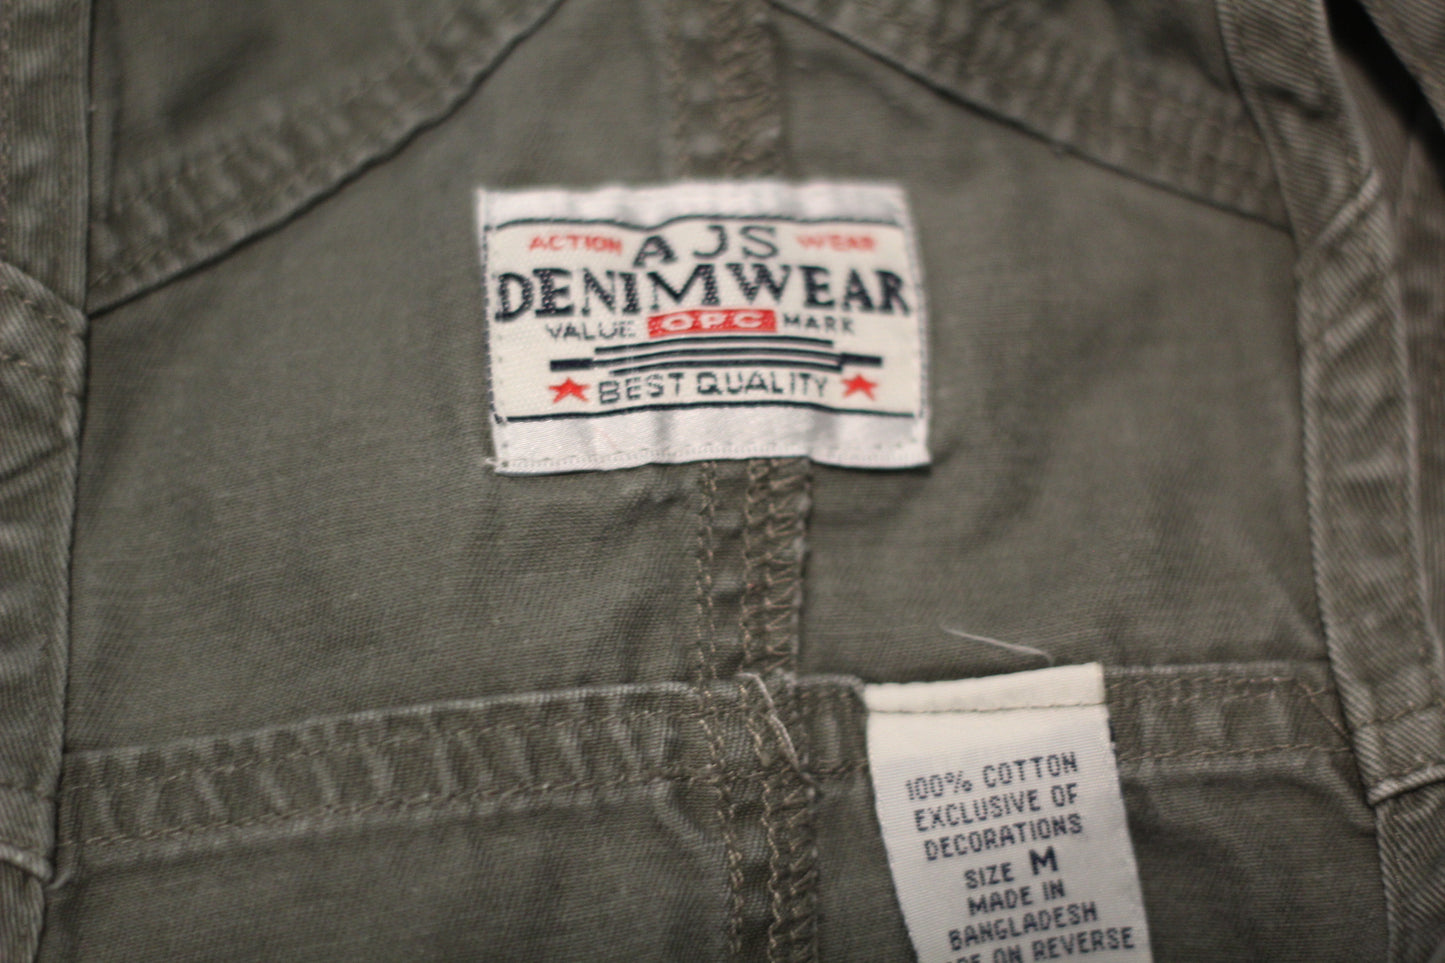 ACTION AJS WEAR
DENIMWEAR
VALUE OPC MARK
BEST QUALITY
100% COTTON
EXCLUSIVE OF
DECORATIONS
SIZE M
MADE IN
BANGLADESH
ON REVERSE